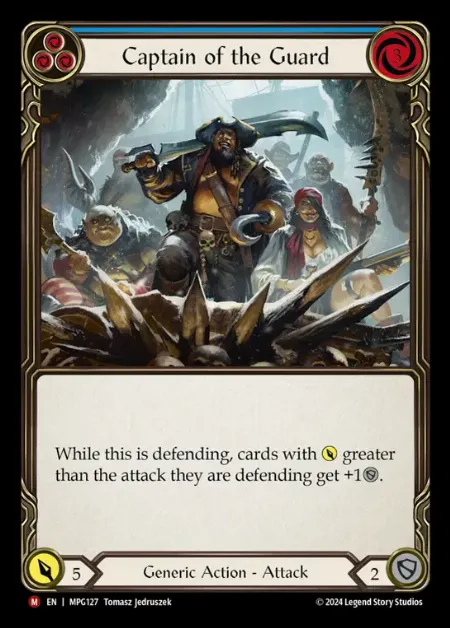 Captain of the Guard
3
While this is defending, cards with greater
than the attack they are defending get +1.
5
Generic Action - Attack
2
M EN | MPG127 Tomasz Jedruszek
© 2024 Legend Story Studios